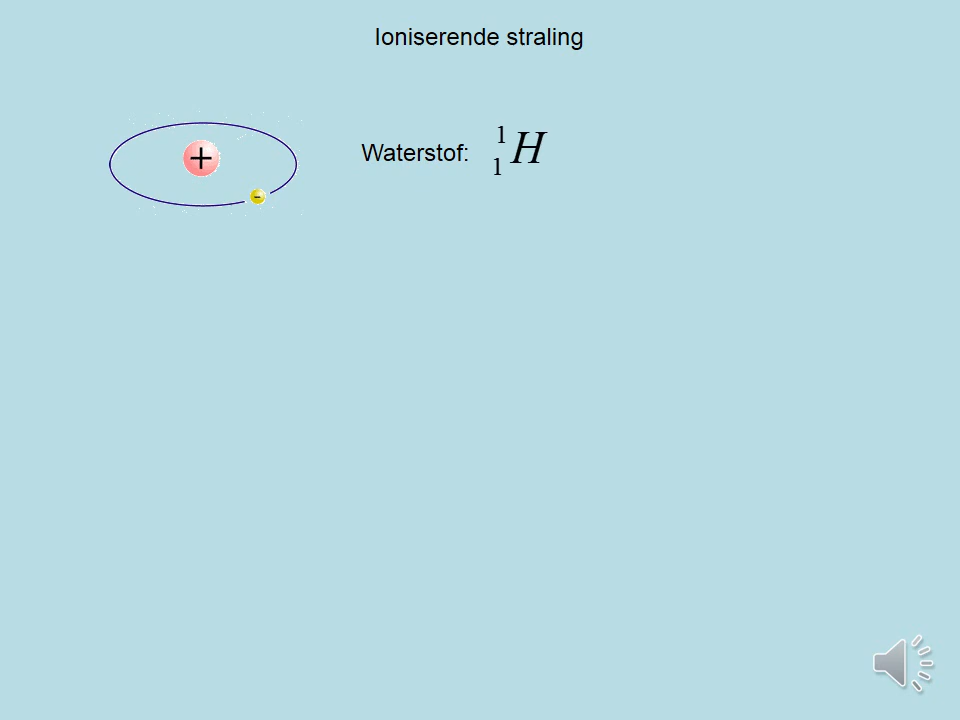 Ioniserende straling
+
-
Waterstof: ¹₁H